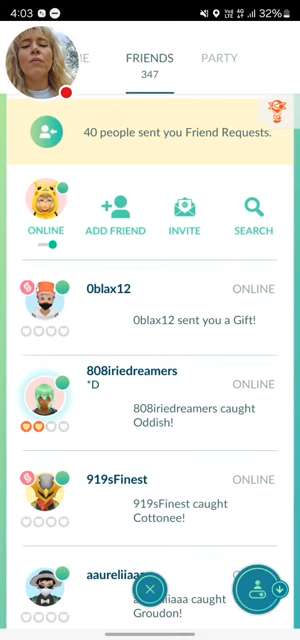 4:03
32%
FRIENDS
PARTY
347
40 people sent you Friend Requests.
ONLINE
ADD FRIEND
INVITE
SEARCH
0blax12
ONLINE
0blax12 sent you a Gift!
808iriedreamers
*D
ONLINE
808iriedreamers caught
Oddish!
919sFinest
ONLINE
919sFinest caught
Cottonee!
caught
Groudon!